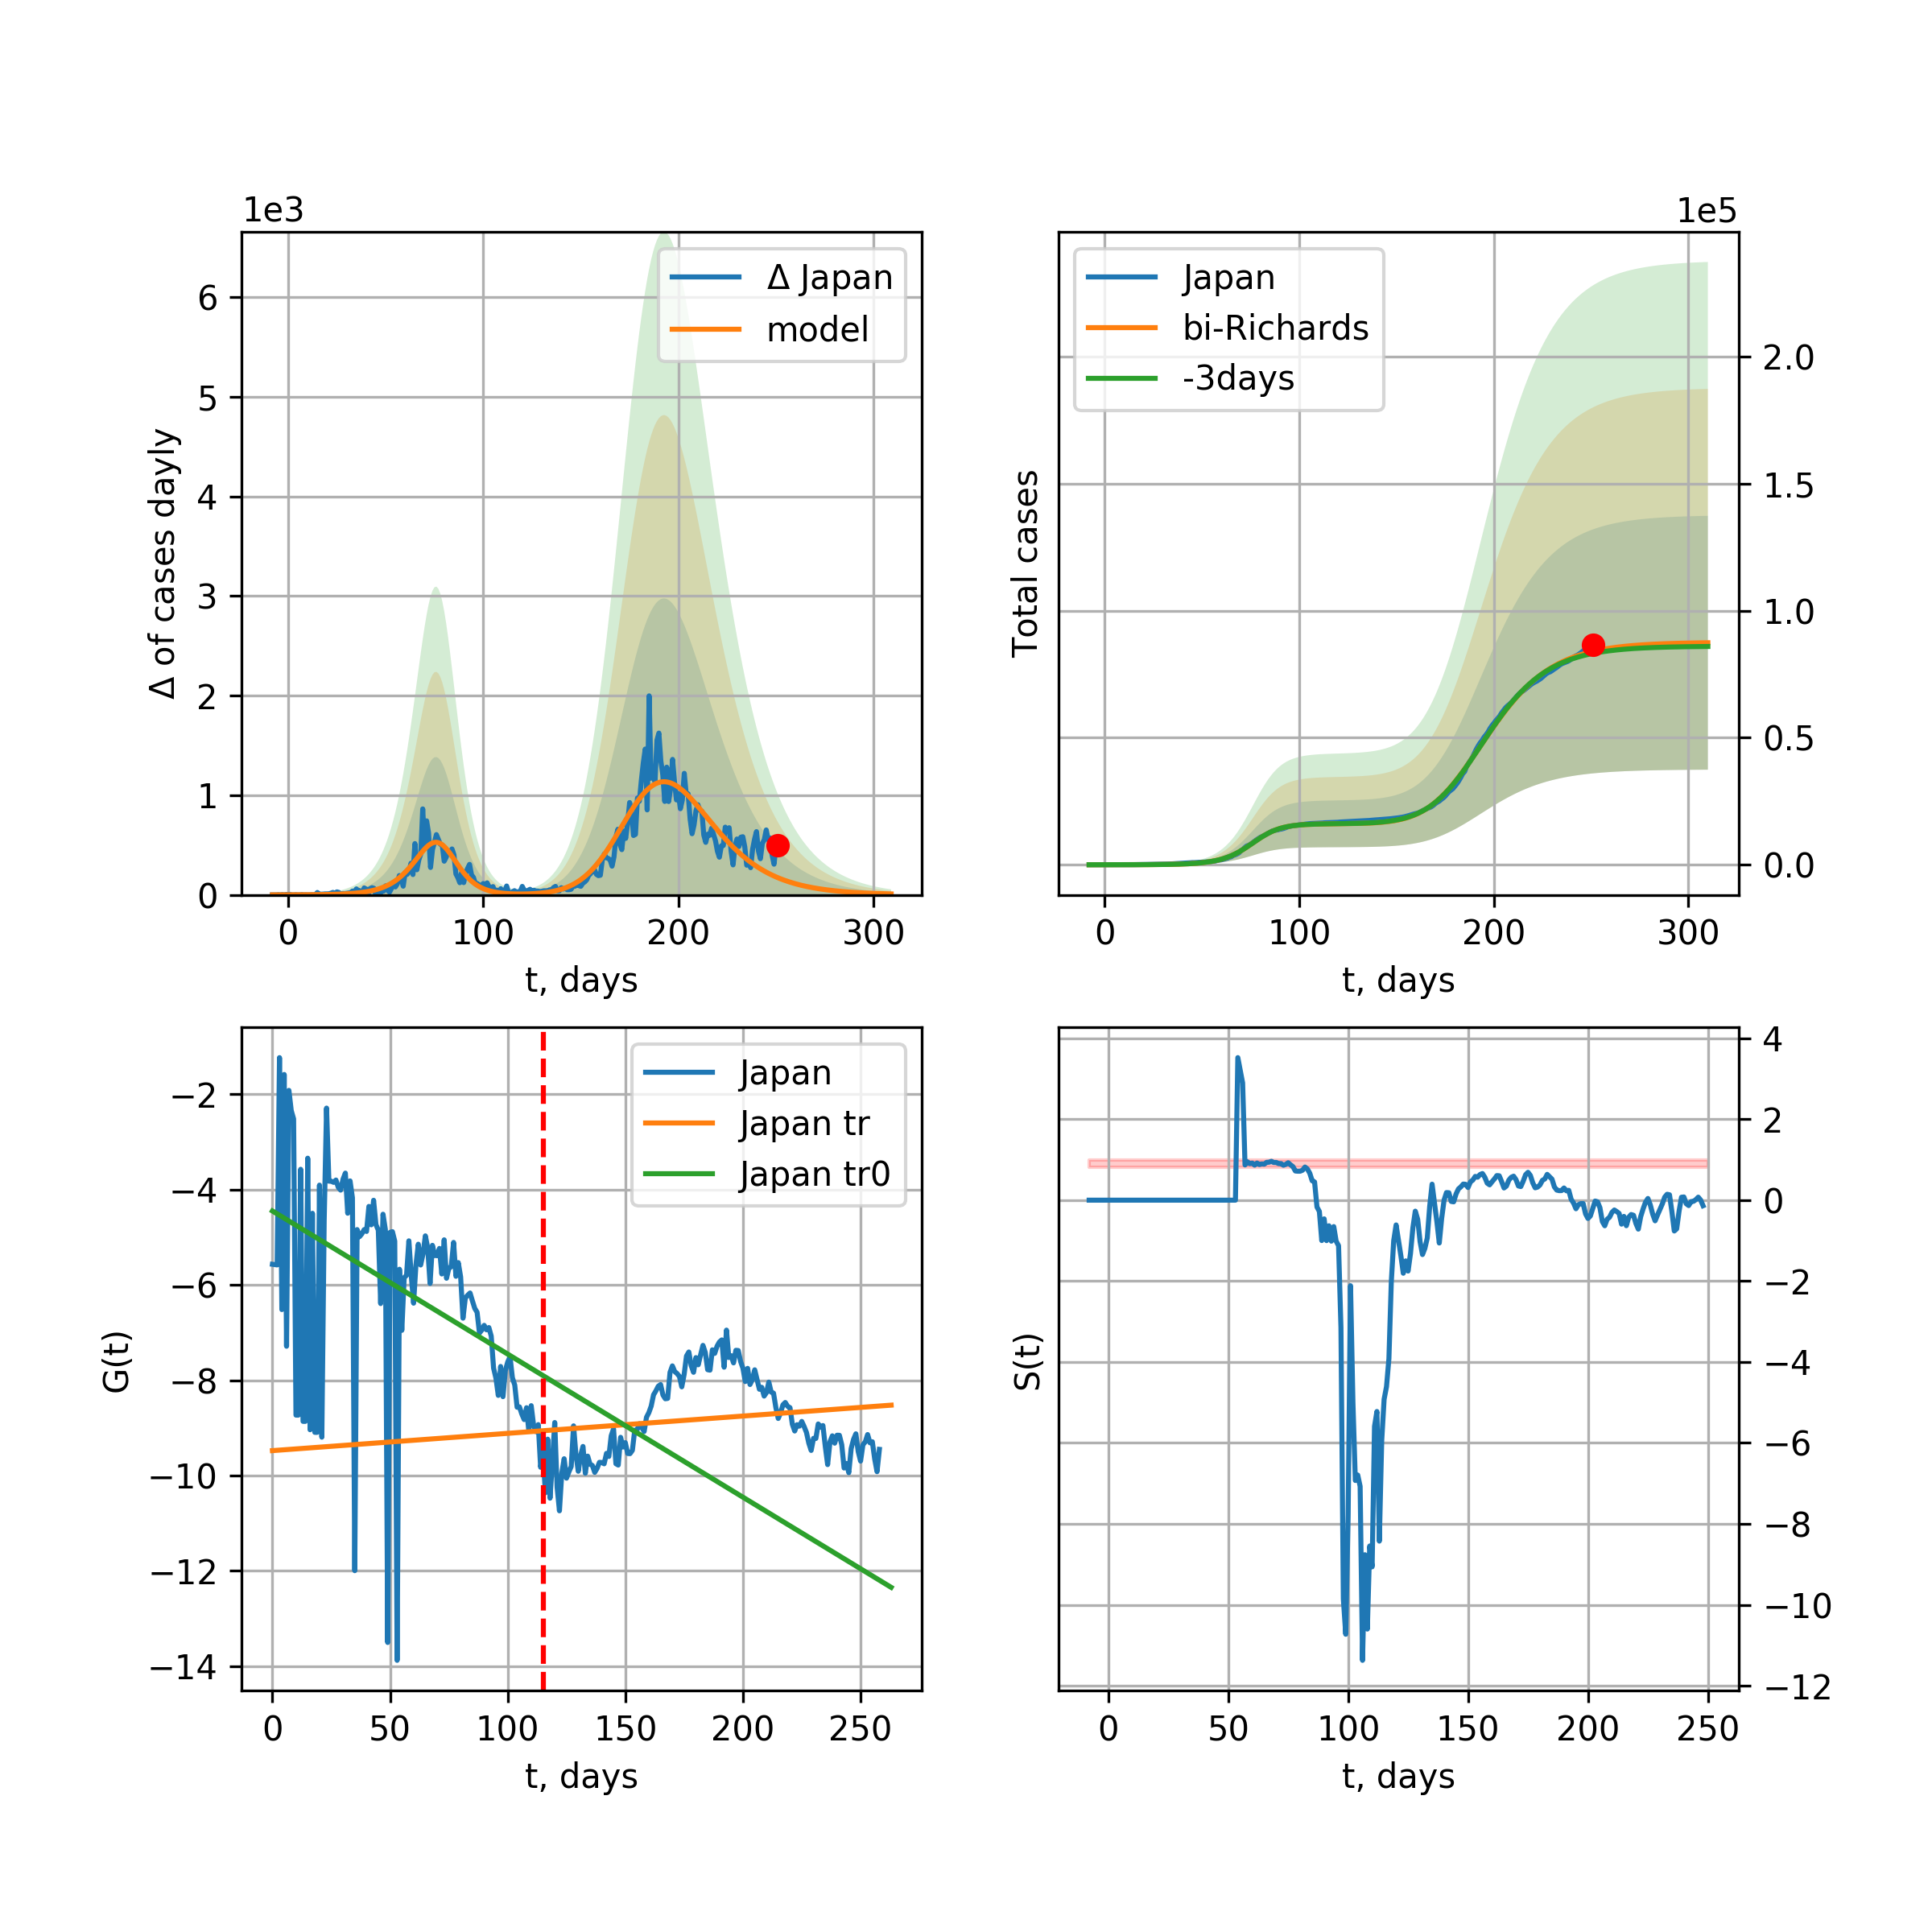 1e3
6
5
4
3
2
1
0
Δ of cases dayly
Δ Japan
model
0
100
200
300
t, days
1e5
Japan
bi-Richards
-3days
Total cases
2.0
1.5
1.0
0.5
0.0
0
100
200
300
t, days
−2
−4
−6
−8
−10
−12
−14
G(t)
Japan
Japan tr
Japan tr0
0
50
100
150
200
250
t, days
S(t)
4
2
0
−2
−4
−6
−8
−10
−12
0
50
100
150
200
250
t, days